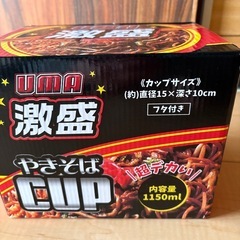 UMA
激盛
やきそば
CUP
《カップサイズ》
(約)直径15×深さ10cm
フタ付き
超デカい
内容量
1150ml